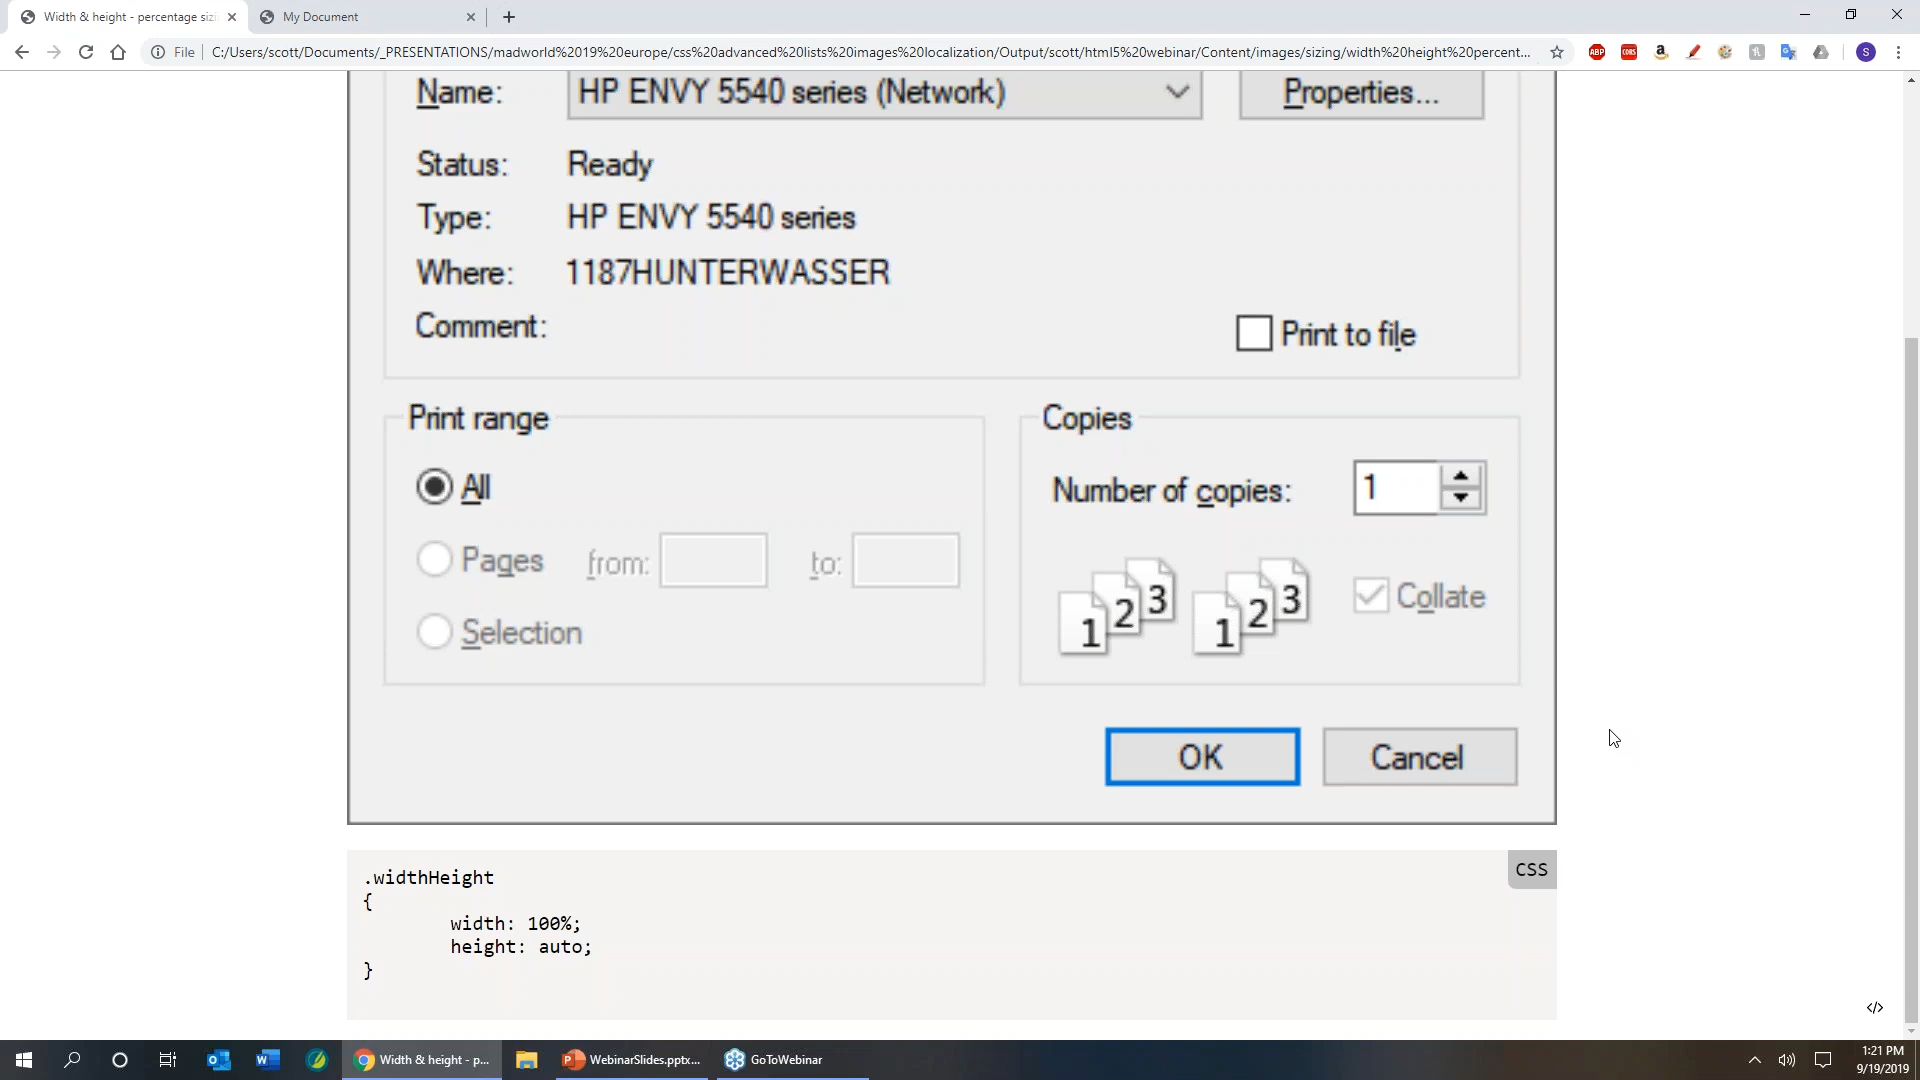 Width & height - percentage sizi
My Document
File
C:/Users/scott/Documents/_PRESENTATIONS/madworld%2019%20europe/css%20advanced%20lists%20images%20localization/Output/scott/html5%20webinar/Content/images/sizing/width%20height%20percent...
ABP
CORS
S
Name:
HP ENVY 5540 series (Network)
Properties...
Status:
Ready
Type:
HP ENVY 5540 series
Where:
1187HUNTERWASSER
Comment:
Print to file
Print range
Copies
All
Number of copies:
1
Pages
from:
to:
1 2 3
1 2 3
Collate
Selection
OK
Cancel
CSS
.widthHeight
{
width: 100%;
height: auto;
}
</>
Width & height - p...
WebinarSlides.pptx...
GoToWebinar
1:21 PM
9/19/2019